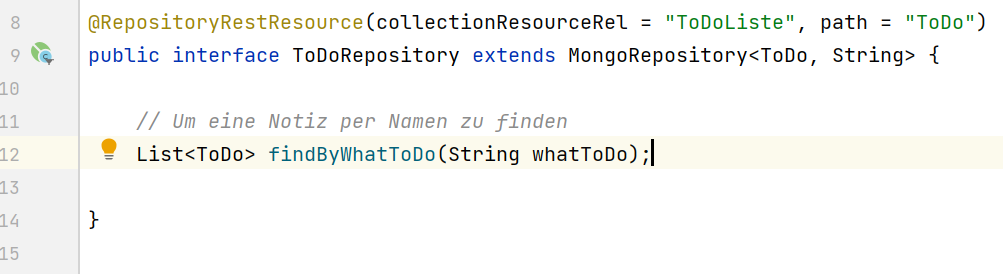 8 @RepositoryRestResource(collectionResourceRel = "ToDoListe", path = "ToDo")
9 public interface ToDoRepository extends MongoRepository<ToDo, String> {
10
11 // Um eine Notiz per Namen zu finden
12 List<ToDo> findByWhatToDo(String whatToDo);
13
14 }
15